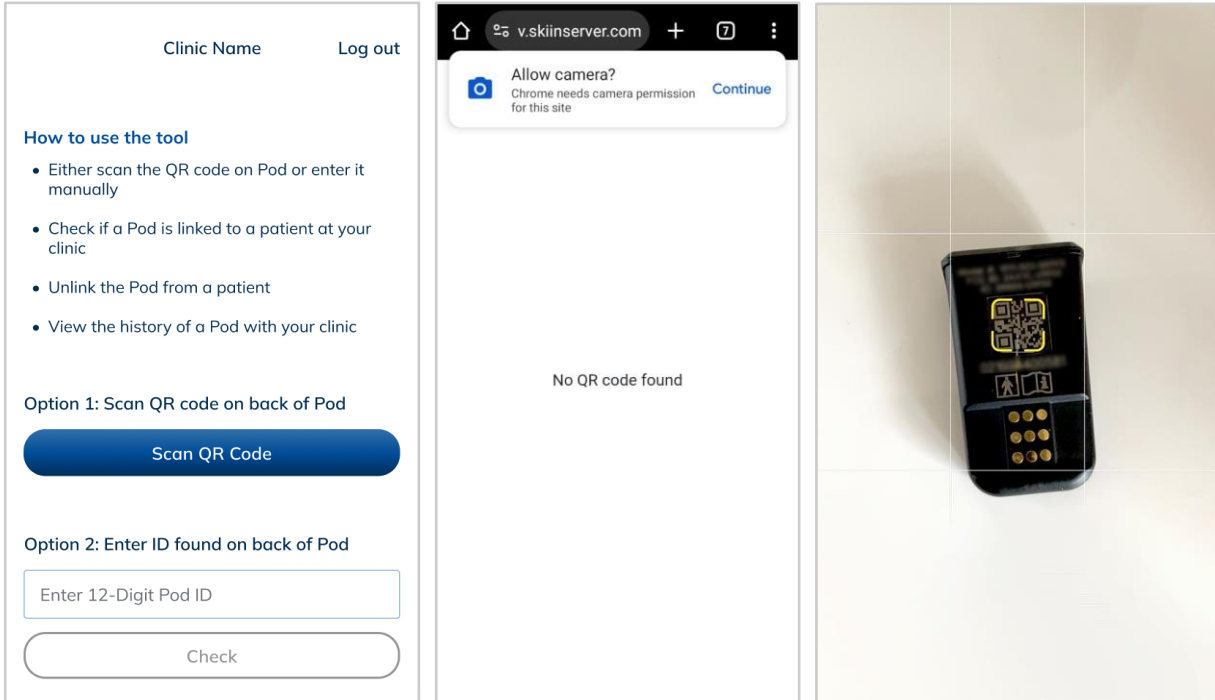 Clinic Name
Log out
How to use the tool
• Either scan the QR code on Pod or enter it
manually
• Check if a Pod is linked to a patient at your
clinic
• Unlink the Pod from a patient
• View the history of a Pod with your clinic
Option 1: Scan QR code on back of Pod
Scan QR Code
Option 2: Enter ID found on back of Pod
Enter 12-Digit Pod ID
Check
v.skiinserver.com
7
Allow camera?
Chrome needs camera permission
for this site
Continue
No QR code found